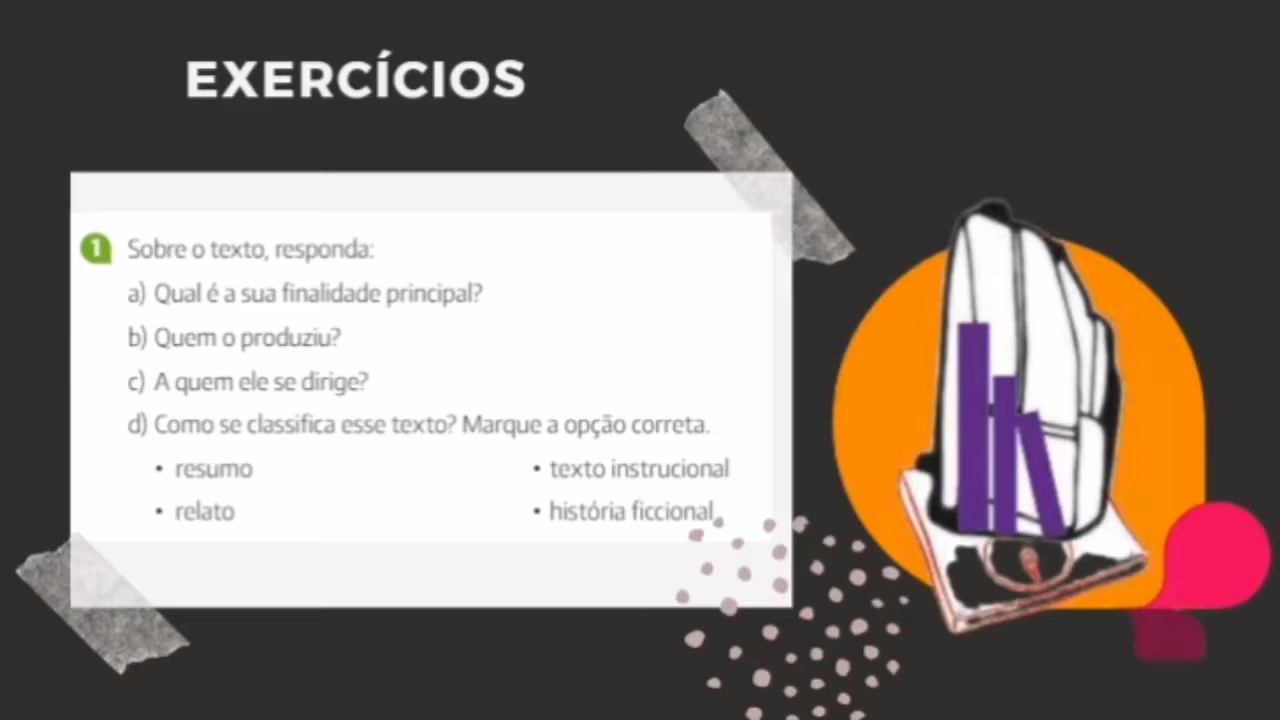 EXERCÍCIOS
1 Sobre o texto, responda:
a) Qual é a sua finalidade principal?
b) Quem o produziu?
c) A quem ele se dirige?
d) Como se classifica esse texto? Marque a opção correta.
• resumo • texto instrucional
• relato • história ficcional